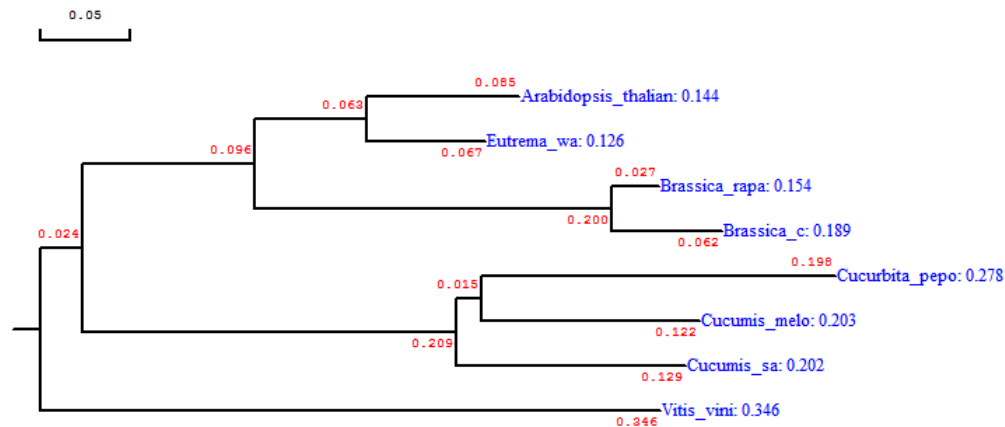 0.05
0.085
Arabidopsis_thalian: 0.144
0.063
Eutrema_wa: 0.126
0.067
0.096
0.027
Brassica_rapa: 0.154
0.200
Brassica_c: 0.189
0.062
0.024
0.198
Cucurbita_pepo: 0.278
0.015
Cucumis_melo: 0.203
0.122
0.209
Cucumis_sa: 0.202
0.129
Vitis_vini: 0.346
0.346